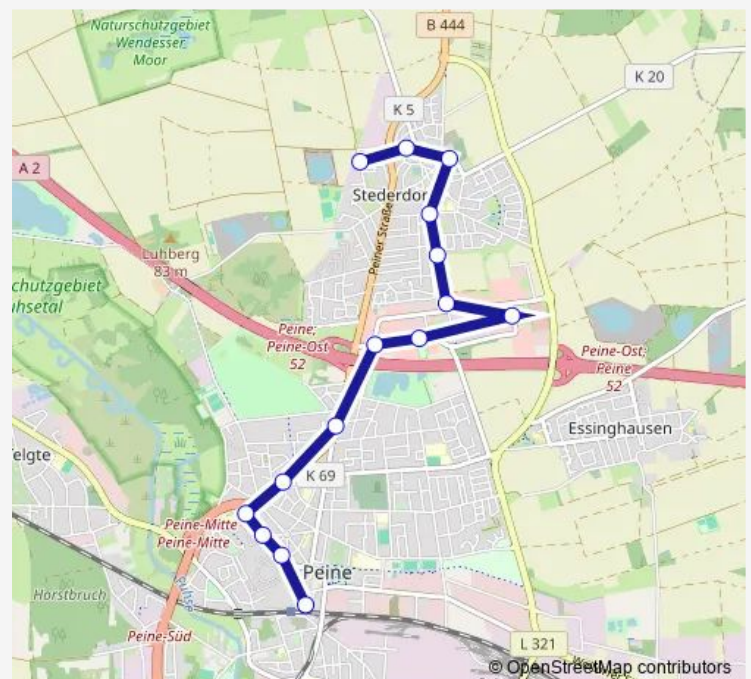 B 444
Naturschutzgebiet
Wendesser
Moor
K 20
K 5
A 2
Stederdor
Peiner Straße
Luhberg
83 m
chutzgebiet
uhsetal
Peine;
Peine-Ost
52
Peine-Ost;
Peine
52
Essinghausen
elgte
K 69
Peine-Mitte
Peine-Mitte
Peine
Fuhse
Horstbruch
Peine-Süd
L 321
© OpenStreetMap contributors